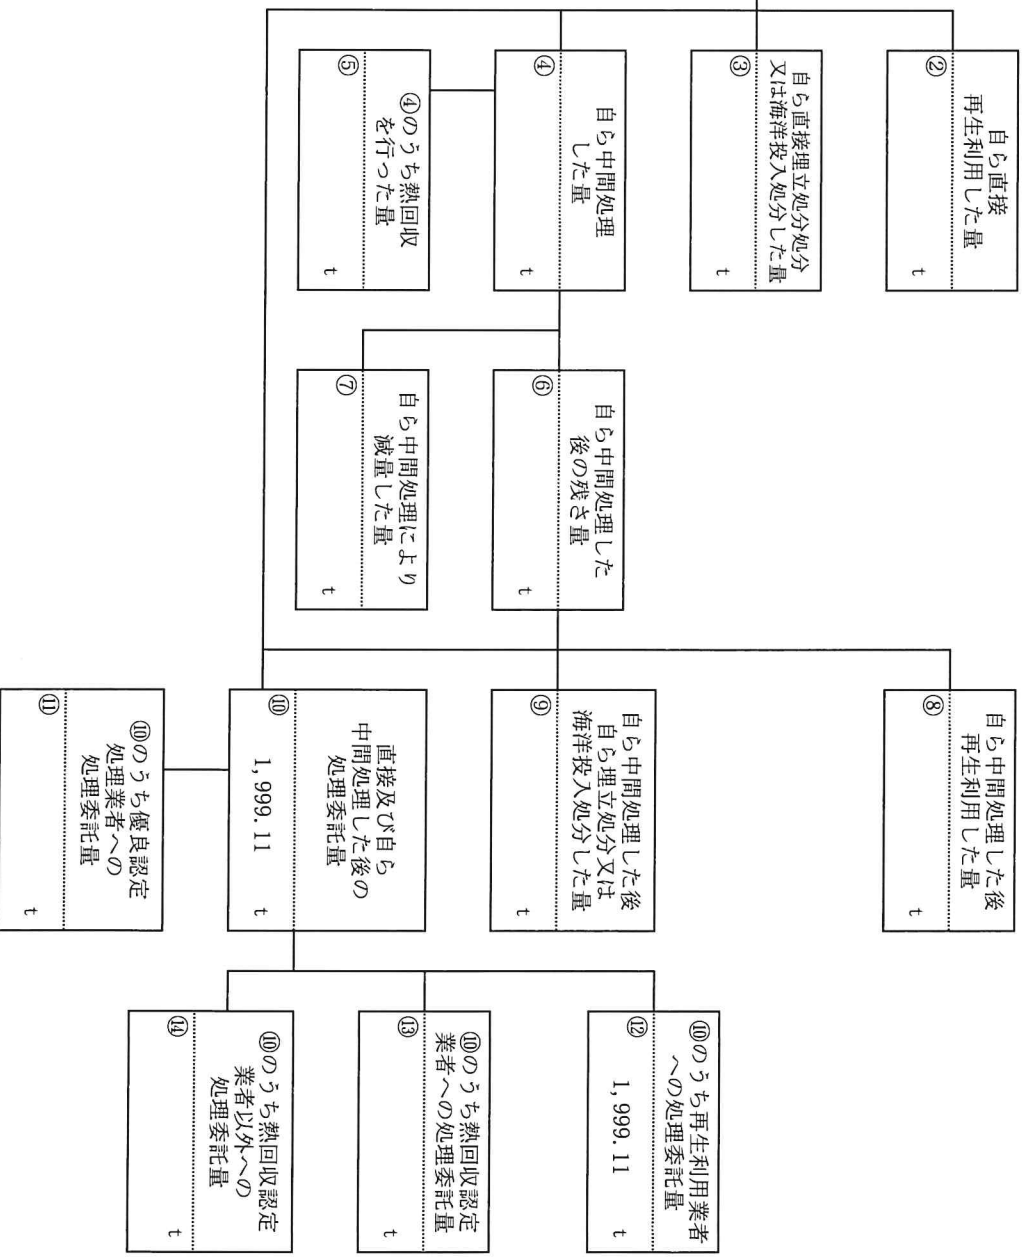 ②
自ら直接
再生利用した量
t
③
自ら直接埋立処分処分
又は海洋投入処分した量
t
④
自ら中間処理
した量
t
⑤
④のうち熱回収
を行った量
t
⑥
自ら中間処理した
後の残さ量
t
⑦
自ら中間処理により
減量した量
t
⑧
自ら中間処理した後
再生利用した量
t
⑨
自ら中間処理した後
自ら埋立処分又は
海洋投入処分した量
t
⑩
直接及び自ら
中間処理した後の
処理委託量
1,999.11 t
⑪
⑩のうち優良認定
処理業者への
処理委託量
t
⑫
⑩のうち再生利用業者
への処理委託量
1,999.11 t
⑬
⑩のうち熱回収認定
業者への処理委託量
t
⑭
⑩のうち熱回収認定
業者以外への
処理委託量
t